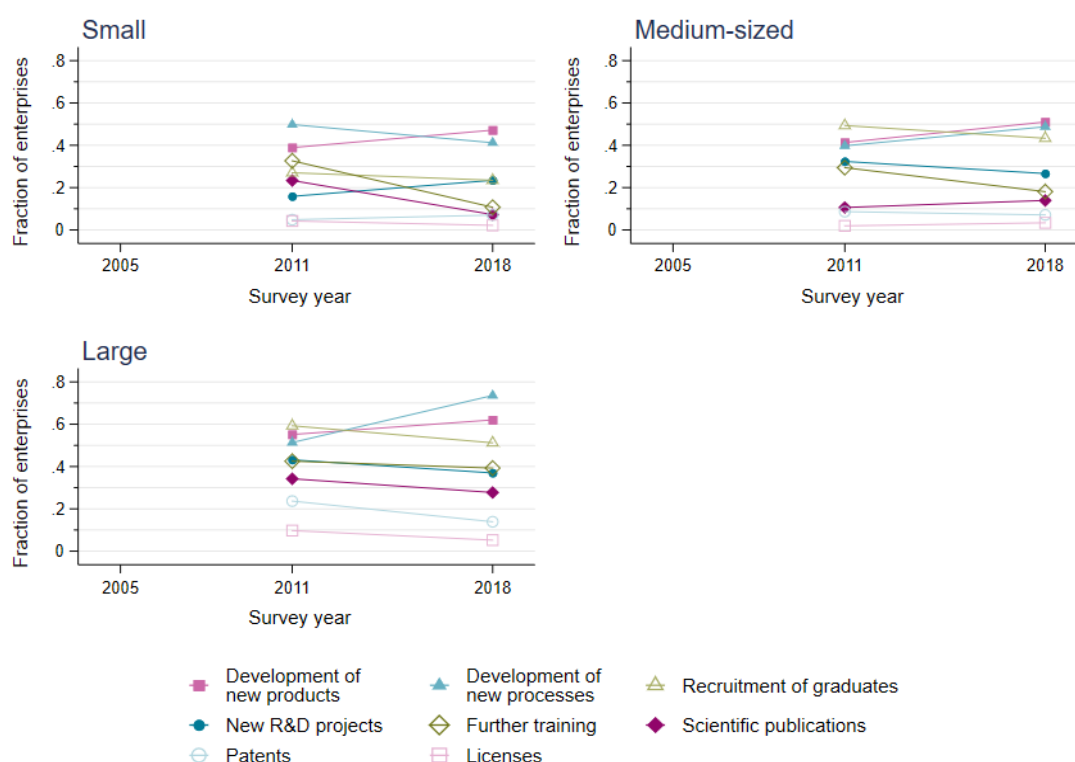 Small
Fraction of enterprises
.8
.6
.4
.2
0
2005 2011 2018
Survey year
Medium-sized
Fraction of enterprises
.8
.6
.4
.2
0
2005 2011 2018
Survey year
Large
Fraction of enterprises
.8
.6
.4
.2
0
2005 2011 2018
Survey year
Development of
new products
Development of
new processes
Recruitment of graduates
New R&D projects
Further training
Scientific publications
Patents
Licenses